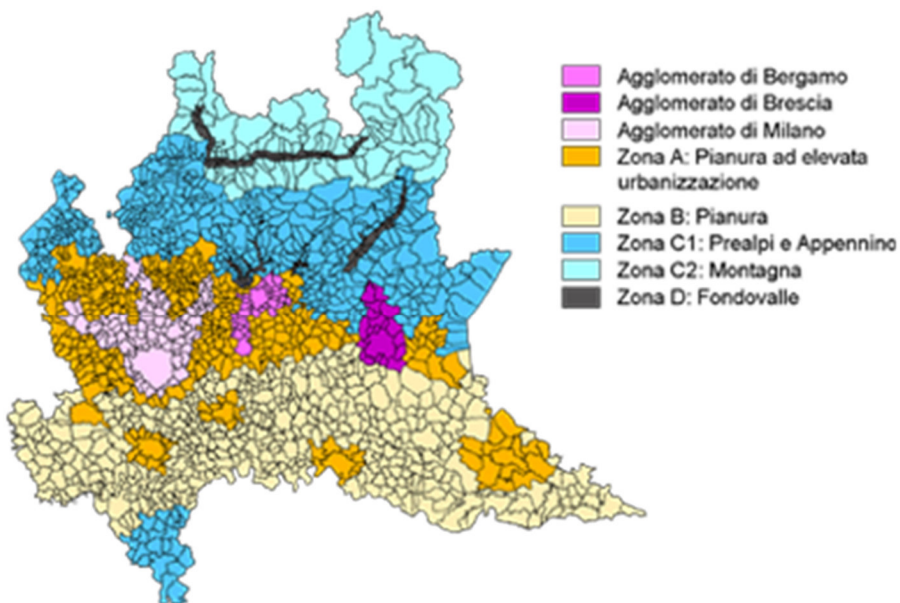 Agglomerato di Bergamo
Agglomerato di Brescia
Agglomerato di Milano
Zona A: Pianura ad elevata
urbanizzazione
Zona B: Pianura
Zona C1: Prealpi e Appennino
Zona C2: Montagna
Zona D: Fondovalle